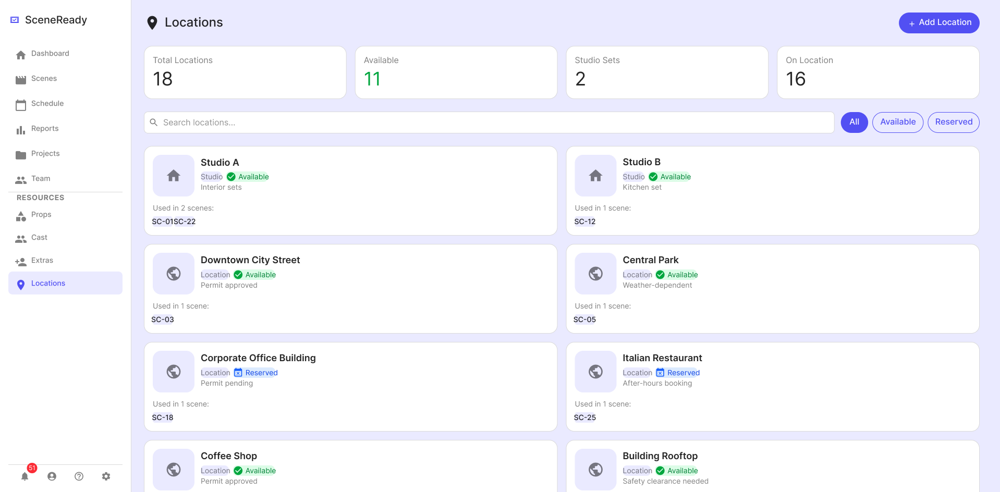 SceneReady
Dashboard
Scenes
Schedule
Reports
Projects
Team
RESOURCES
Props
Cast
Extras
Locations
51
Locations
+ Add Location
Total Locations
18
Available
11
Studio Sets
2
On Location
16
Search locations...
All
Available
Reserved
Studio A
Studio Available
Interior sets
Used in 2 scenes:
SC-01 SC-22
Studio B
Studio Available
Kitchen set
Used in 1 scene:
SC-12
Downtown City Street
Location Available
Permit approved
Used in 1 scene:
SC-03
Central Park
Location Available
Weather-dependent
Used in 1 scene:
SC-05
Corporate Office Building
Location Reserved
Permit pending
Used in 1 scene:
SC-18
Italian Restaurant
Location Reserved
After-hours booking
Used in 1 scene:
SC-25
Coffee Shop
Location Available
Permit approved
Building Rooftop
Location Available
Safety clearance needed